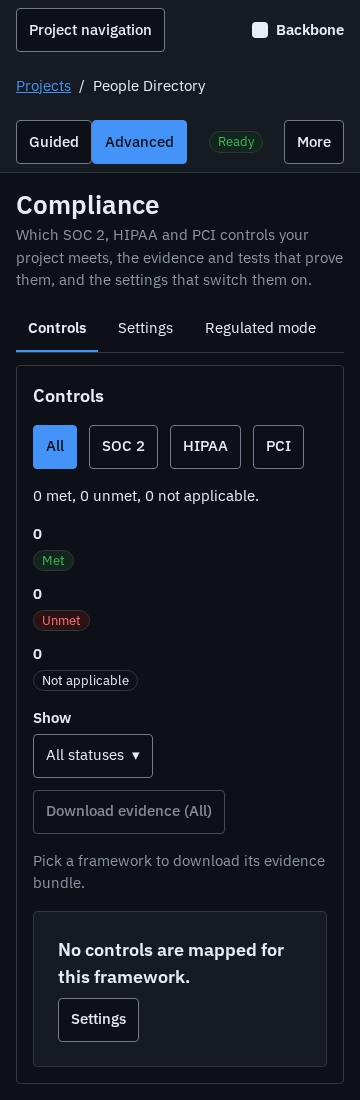 Project navigation
Backbone
Projects / People Directory
Guided
Advanced
Ready
More
Compliance
Which SOC 2, HIPAA and PCI controls your
project meets, the evidence and tests that prove
them, and the settings that switch them on.
Controls
Settings
Regulated mode
Controls
All
SOC 2
HIPAA
PCI
0 met, 0 unmet, 0 not applicable.
0
Met
0
Unmet
0
Not applicable
Show
All statuses ▾
Download evidence (All)
Pick a framework to download its evidence
bundle.
No controls are mapped for
this framework.
Settings